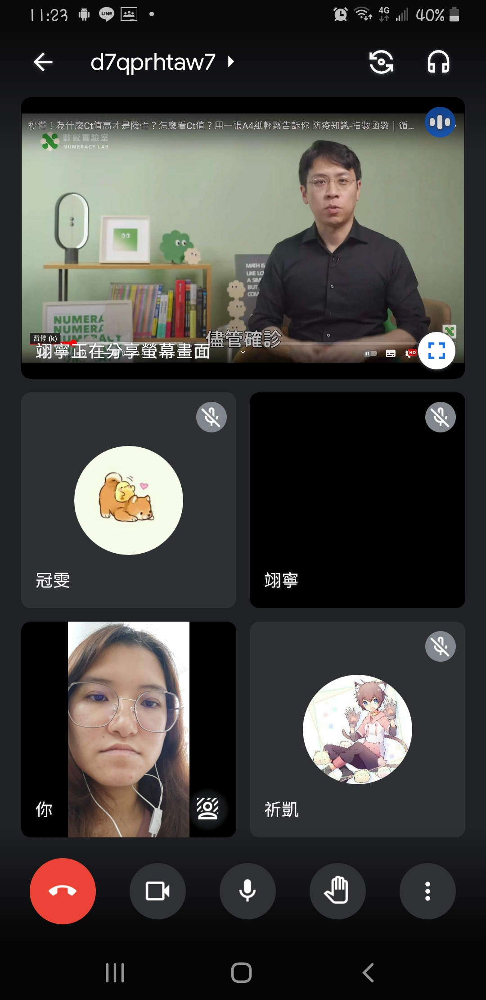 11:23
LINE
4G
40%
d7qprhtaw7
秒懂！為什麼Ct值高才是陰性？怎麼看Ct值？用一張A4紙輕鬆告訴你 防疫知識-指數函數｜循...
數感實驗室
NUMERACY LAB
MATH IS
LIKE LO
A SIM
BUT
COM
NUMERA
NUMERA
NUMERACY
暫停 (k)
儘管確診
翊寧正在分享螢幕畫面
HD
冠雯
翊寧
你
祈凱